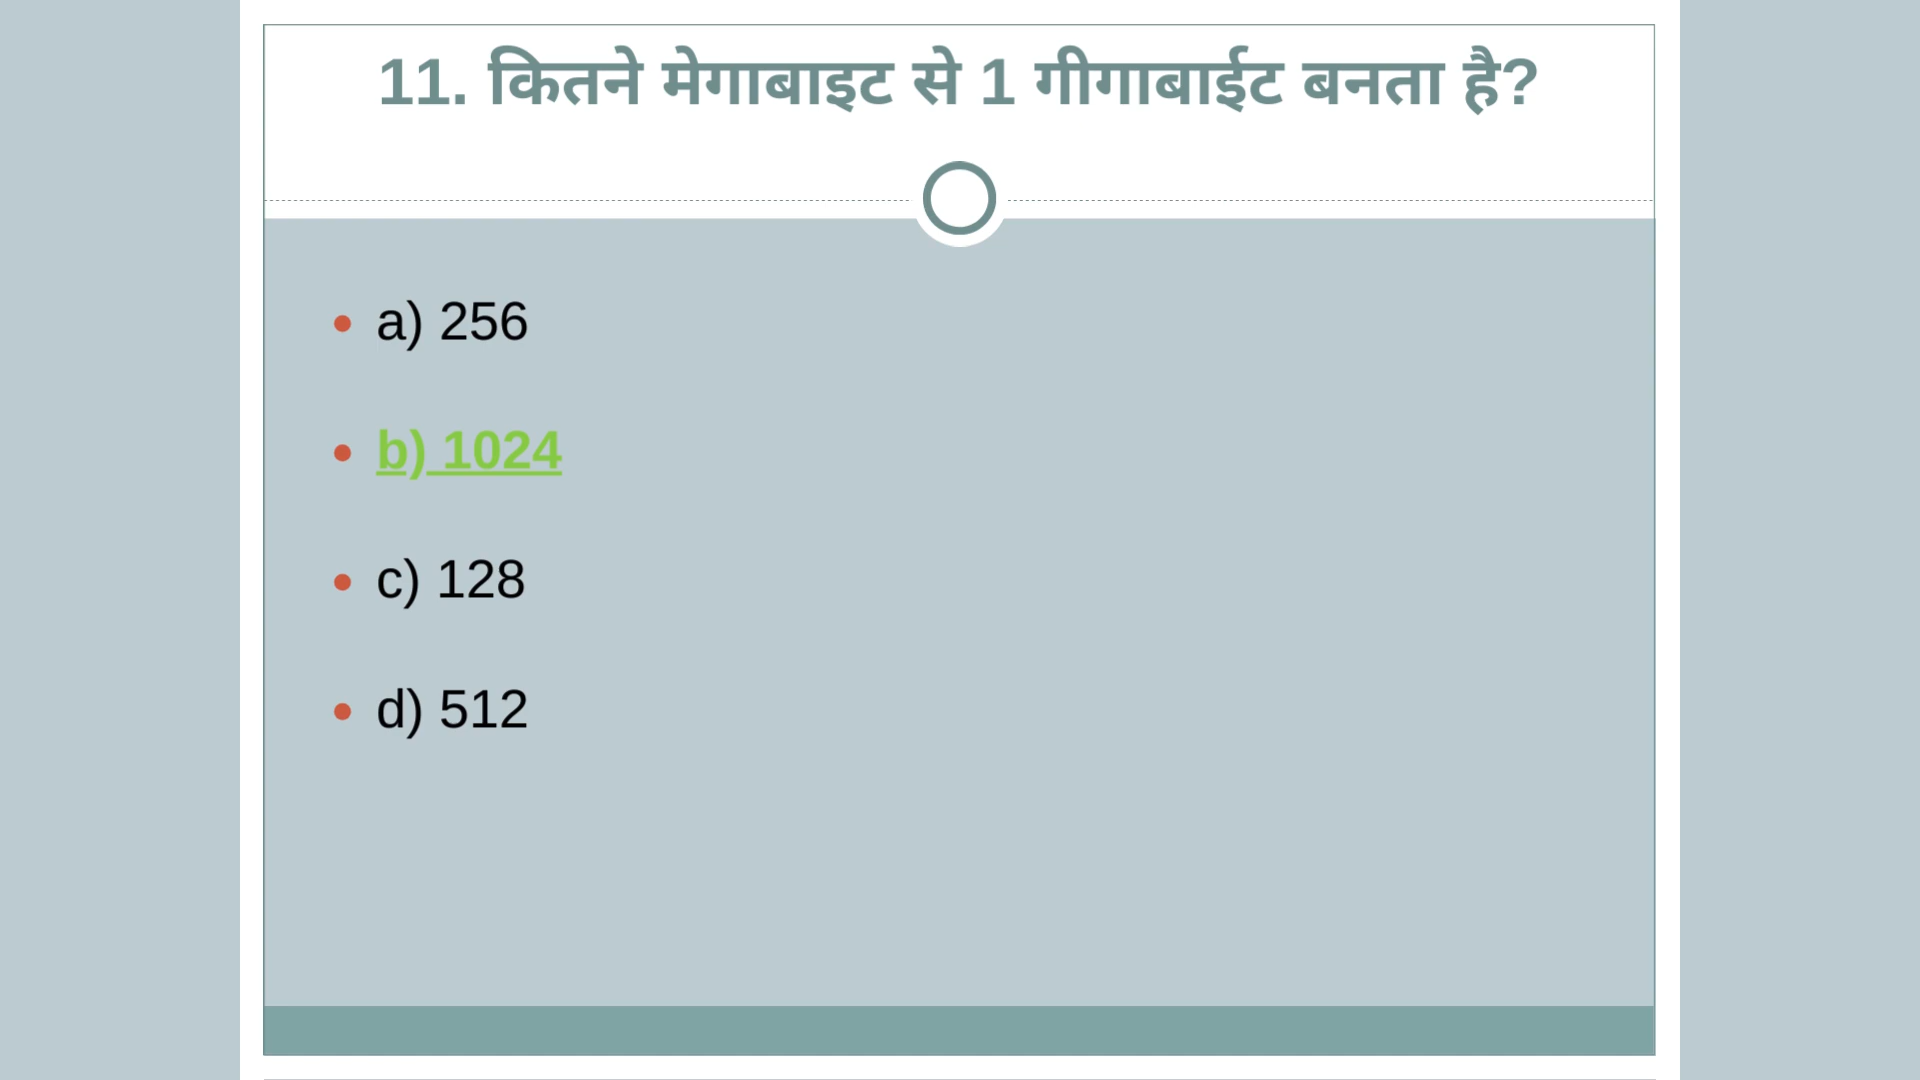 11. कितने मेगाबाइट से 1 गीगाबाईट बनता है?
a) 256
b) 1024
c) 128
d) 512